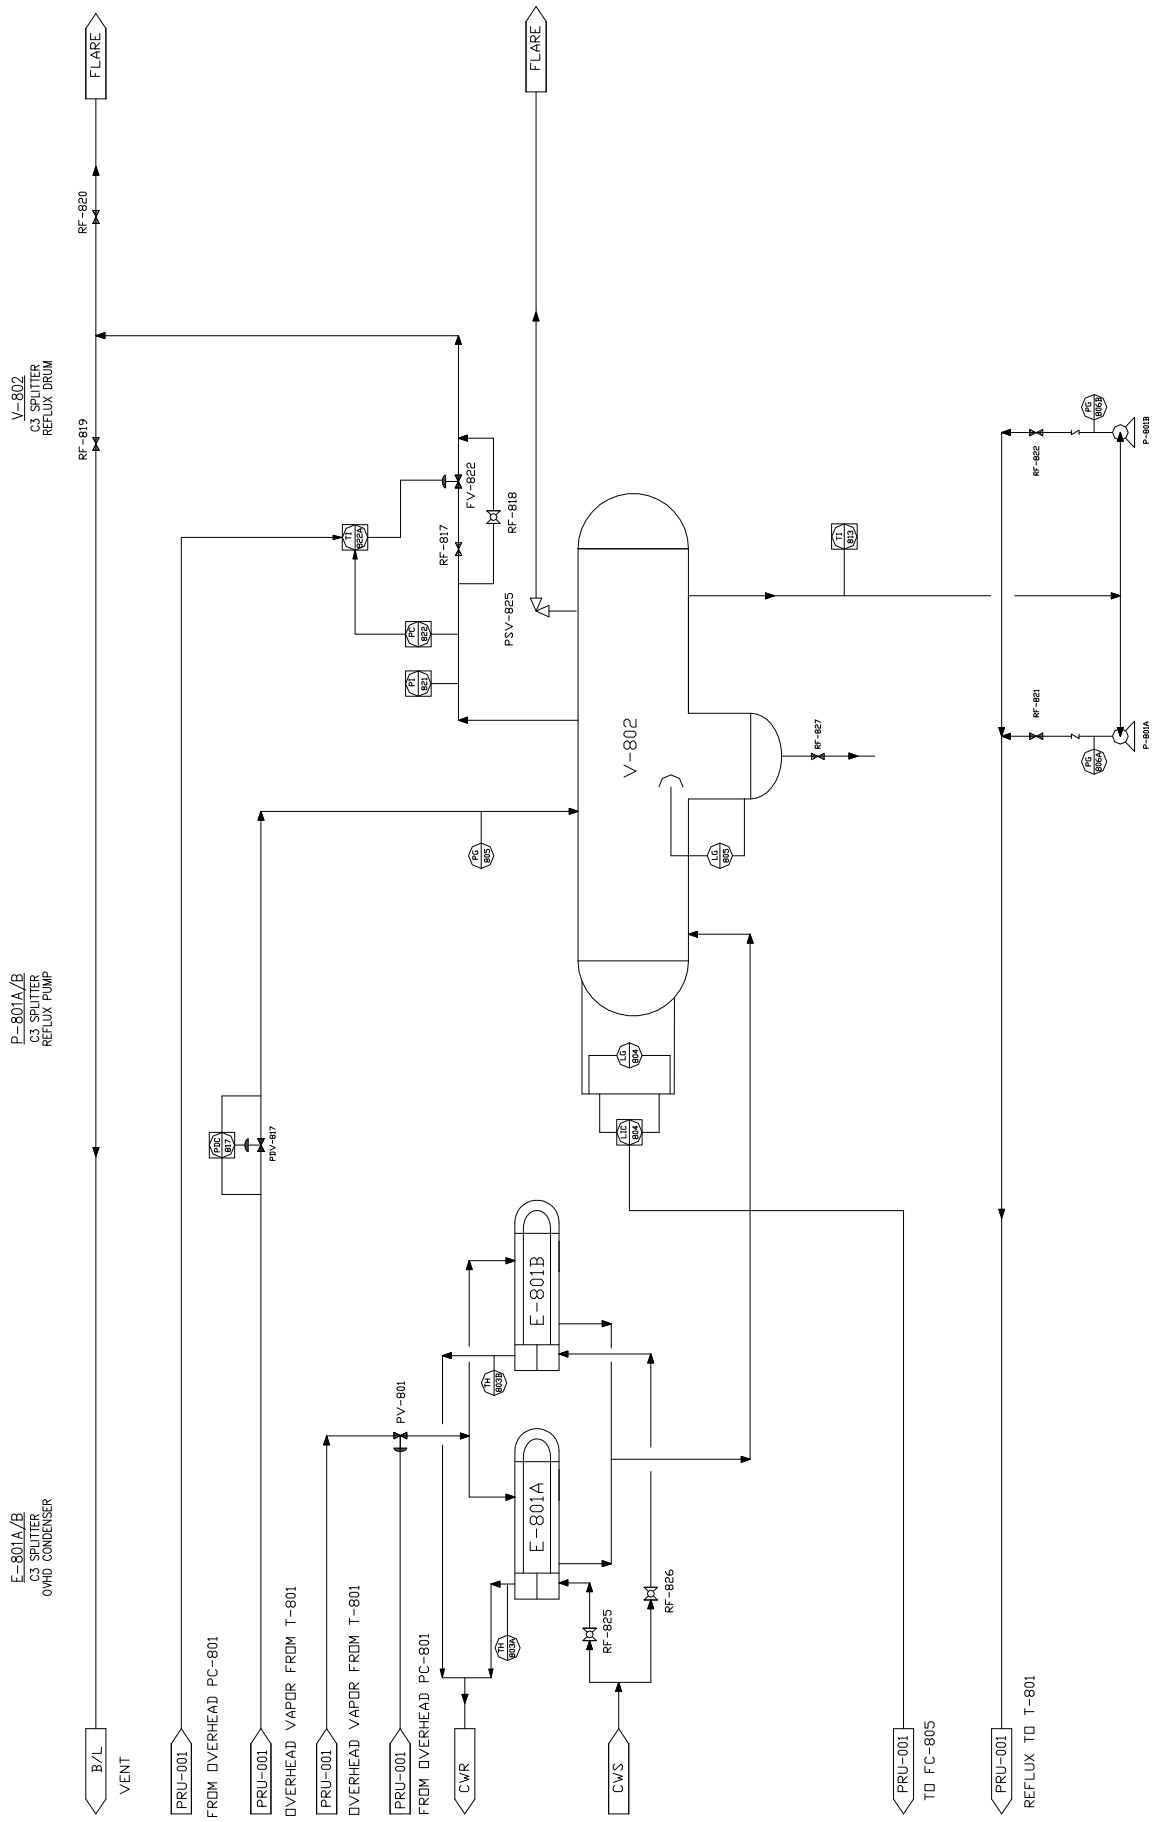 E-801A/B
C3 SPLITTER
OVHD CONDENSER
P-801A/B
C3 SPLITTER
REFLUX PUMP
V-802
C3 SPLITTER
REFLUX DRUM
B/L
VENT
RF-819
RF-820
FLARE
PRU-001
FROM OVERHEAD PC-801
TI
822A
PRU-001
OVERHEAD VAPOR FROM T-801
PDC
817
PDV-817
PRU-001
OVERHEAD VAPOR FROM T-801
PRU-001
FROM OVERHEAD PC-801
PV-801
PI
821
PC
822
RF-817
FV-822
RF-818
CWR
TH
803A
TH
803B
PG
805
PSV-825
FLARE
E-801A
E-801B
CWS
RF-825
RF-826
LIC
804
LG
804
V-802
LG
805
RF-827
TI
813
PRU-001
TO FC-805
PRU-001
REFLUX TO T-801
RF-821
RF-822
PG
806A
PG
806B
P-801A
P-801B